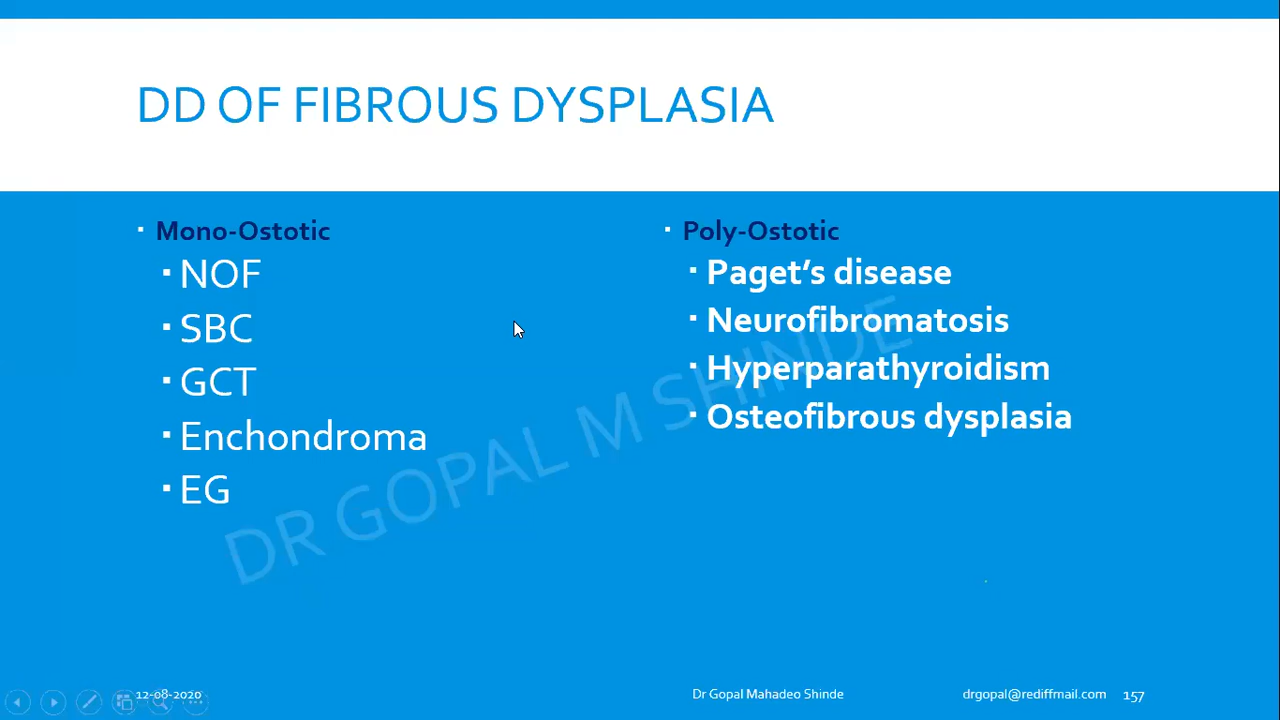 DD OF FIBROUS DYSPLASIA
▪ Mono-Ostotic
▪ NOF
▪ SBC
▪ GCT
▪ Enchondroma
▪ EG
▪ Poly-Ostotic
▪ Paget’s disease
▪ Neurofibromatosis
▪ Hyperparathyroidism
▪ Osteofibrous dysplasia
DR GOPAL M SHINDE
12-08-2020
Dr Gopal Mahadeo Shinde
drgopal@rediffmail.com
157